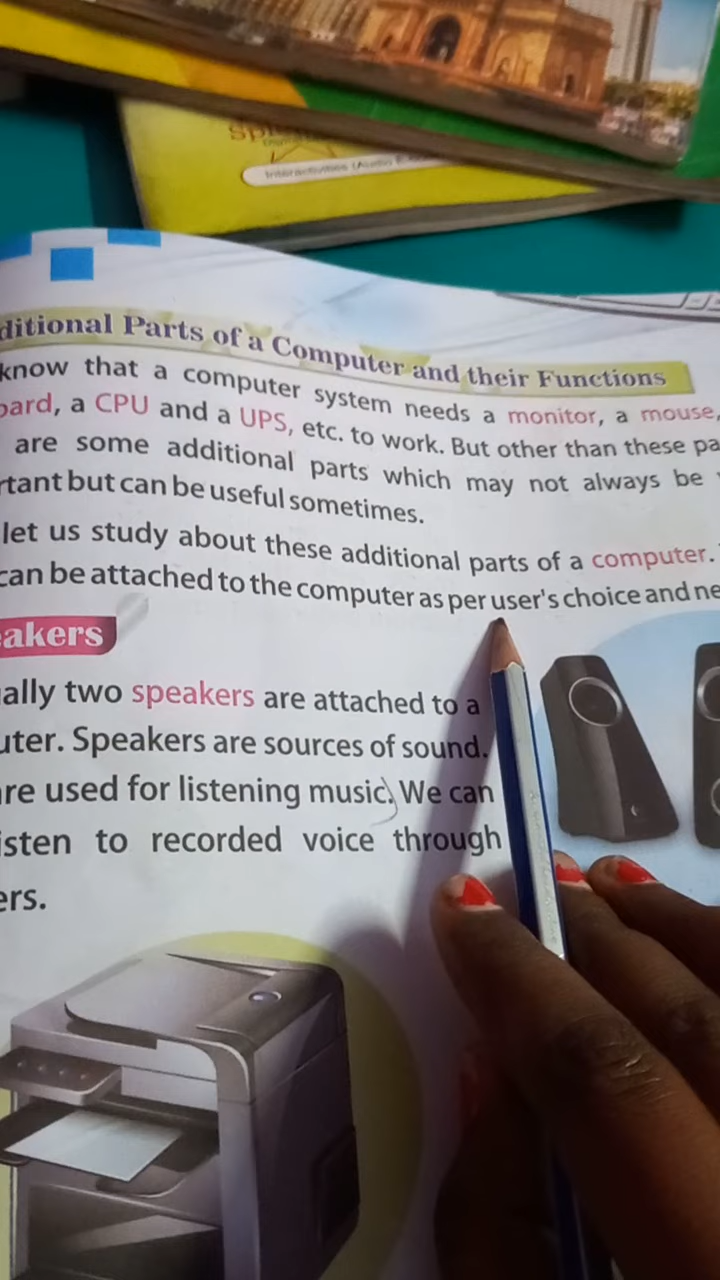 Interactivities
ditional Parts of a Computer and their Functions
know that a computer system needs a monitor, a mouse,
oard, a CPU and a UPS, etc. to work. But other than these pa
are some additional parts which may not always be
rtant but can be useful sometimes.
let us study about these additional parts of a computer.
can be attached to the computer as per user's choice and ne
akers
ally two speakers are attached to a
uter. Speakers are sources of sound.
re used for listening music. We can
isten to recorded voice through
ers.